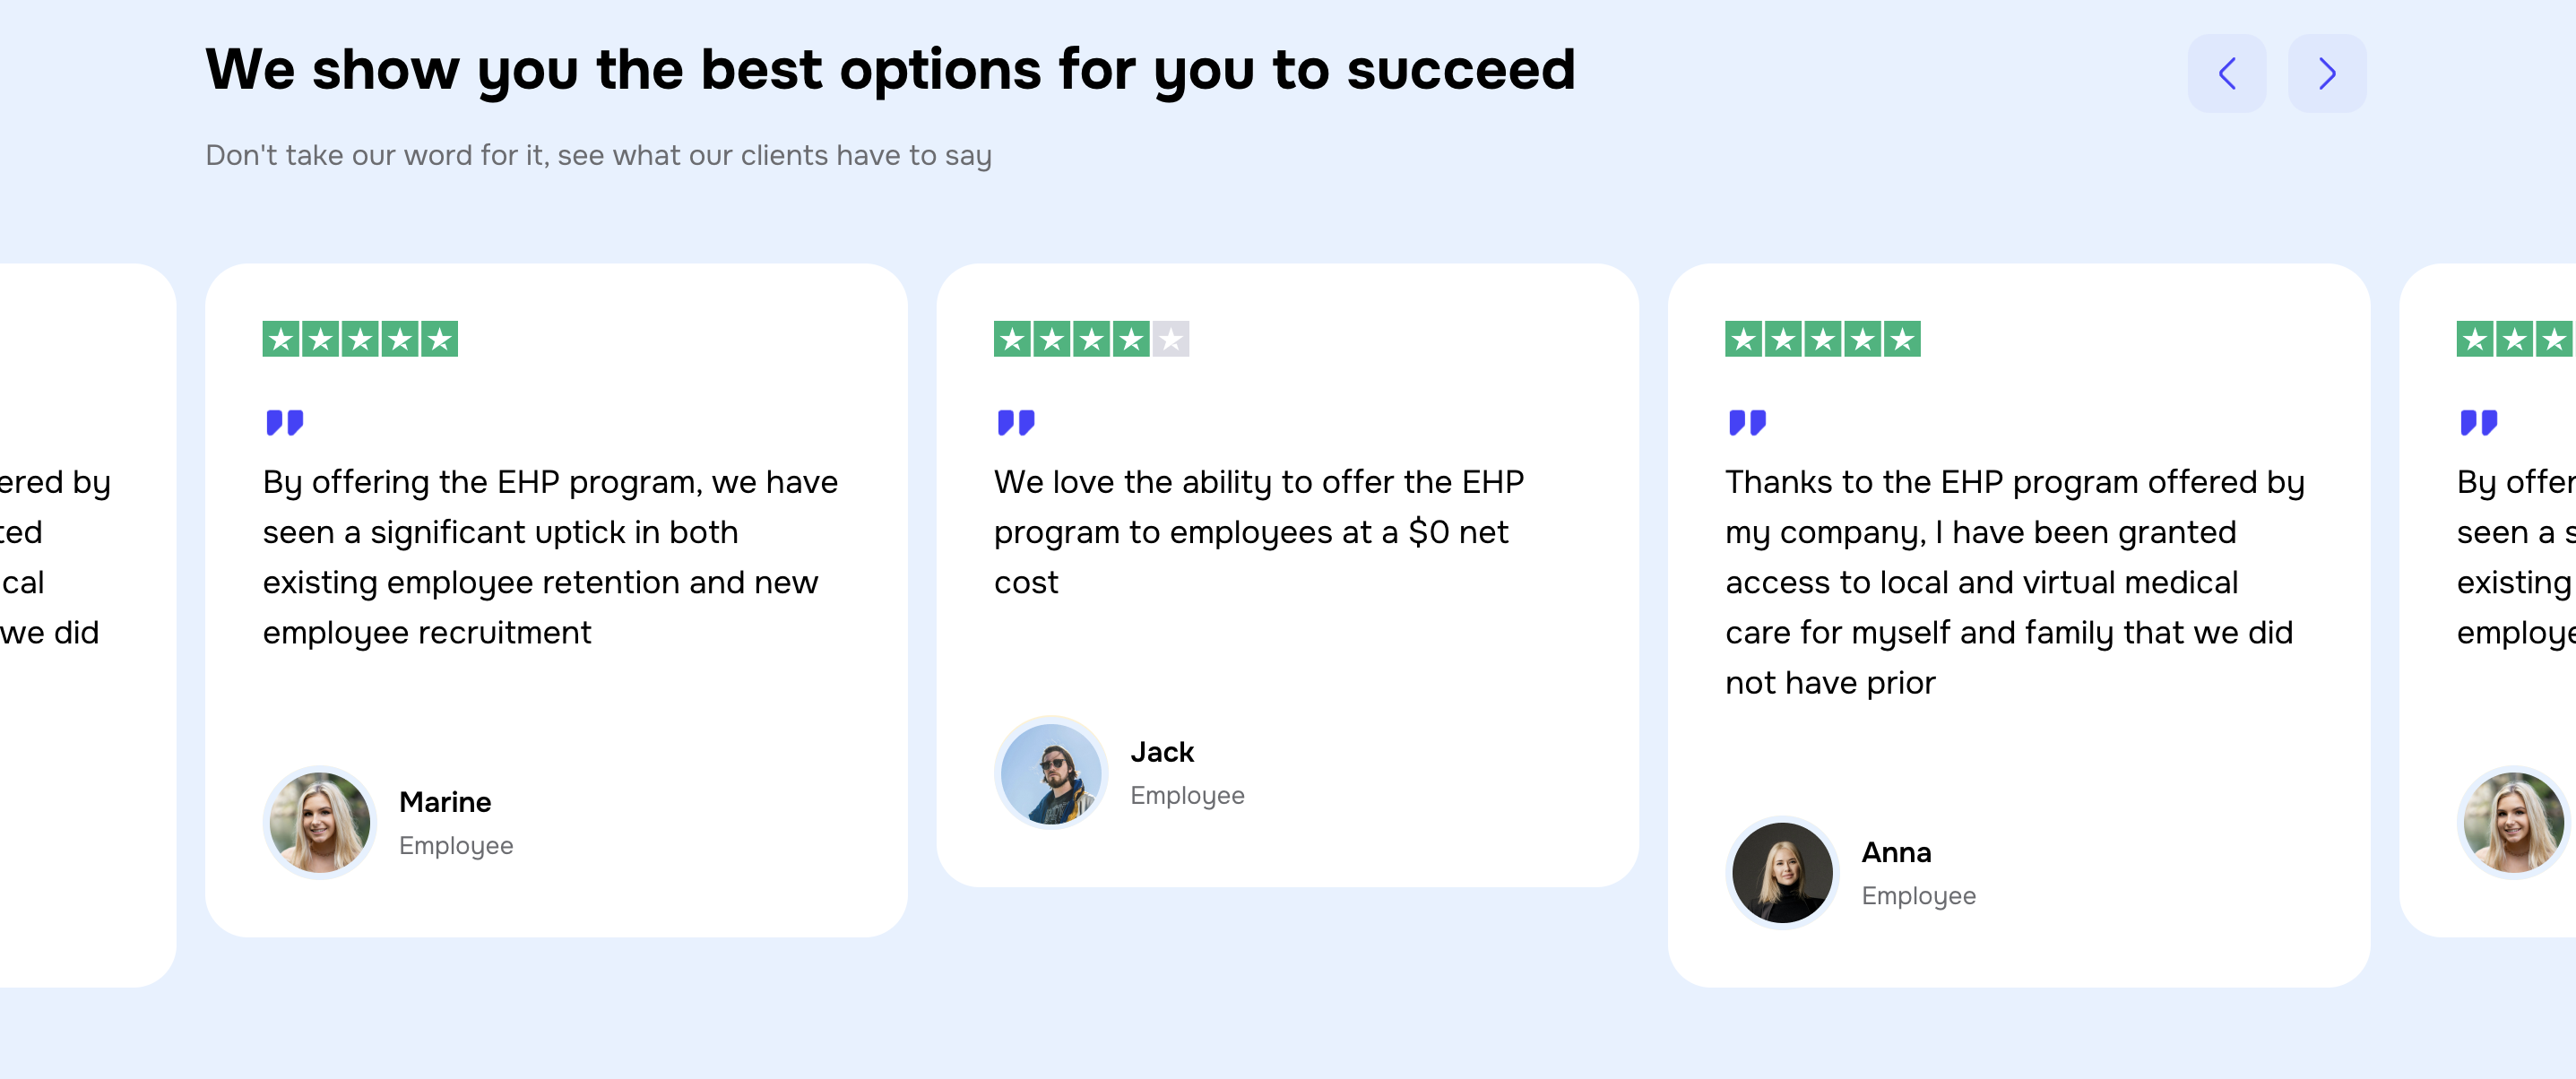 We show you the best options for you to succeed
Don't take our word for it, see what our clients have to say
ered by
cal
we did
By offering the EHP program, we have
seen a significant uptick in both
existing employee retention and new
employee recruitment
Marine
Employee
We love the ability to offer the EHP
program to employees at a $0 net
cost
Jack
Employee
Thanks to the EHP program offered by
my company, I have been granted
access to local and virtual medical
care for myself and family that we did
not have prior
Anna
Employee
By offer
seen a s
existing
employe